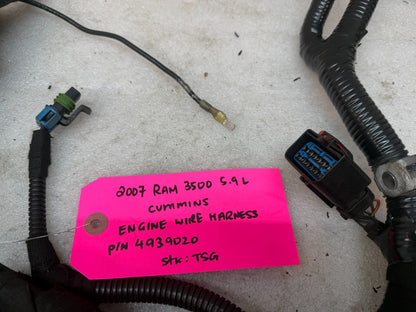 2007 RAM 3500 5.9L
CUMMINS
ENGINE WIRE HARNESS
P/N 4939020
Stk: TSG